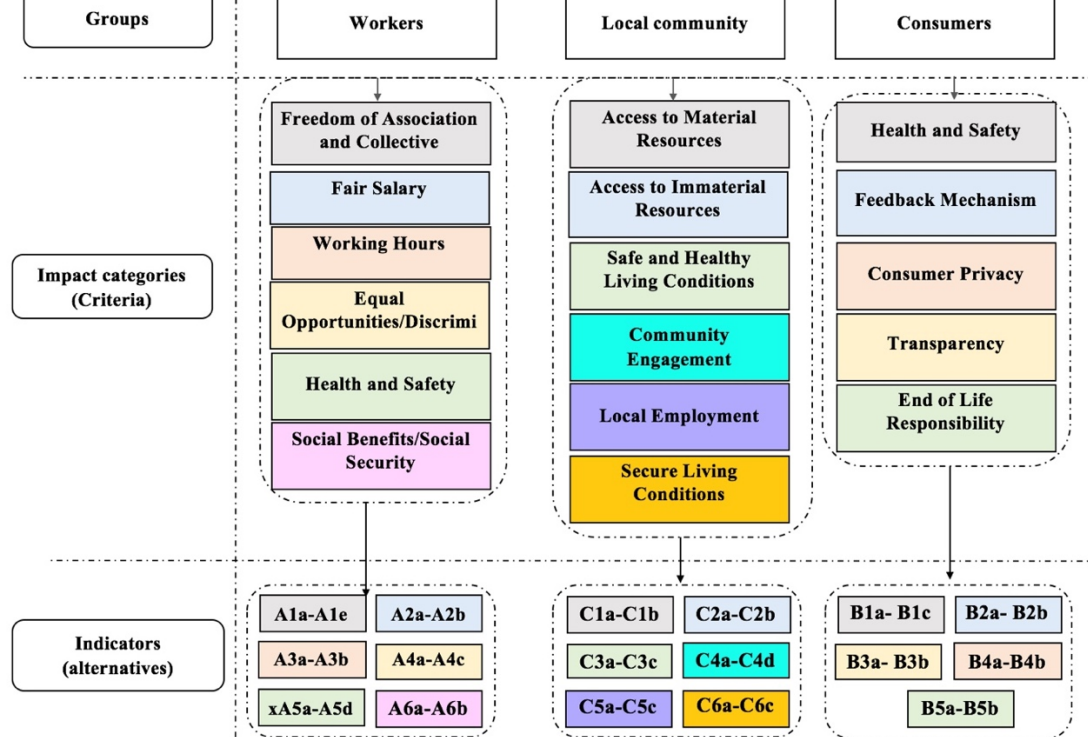 Groups
Workers
Local community
Consumers
Impact categories
(Criteria)
Freedom of Association
and Collective
Fair Salary
Working Hours
Equal
Opportunities/Discrimi
Health and Safety
Social Benefits/Social
Security
Access to Material
Resources
Access to Immaterial
Resources
Safe and Healthy
Living Conditions
Community
Engagement
Local Employment
Secure Living
Conditions
Health and Safety
Feedback Mechanism
Consumer Privacy
Transparency
End of Life
Responsibility
Indicators
(alternatives)
A1a-A1e
A2a-A2b
A3a-A3b
A4a-A4c
xA5a-A5d
A6a-A6b
C1a-C1b
C2a-C2b
C3a-C3c
C4a-C4d
C5a-C5c
C6a-C6c
B1a- B1c
B2a- B2b
B3a- B3b
B4a-B4b
B5a-B5b